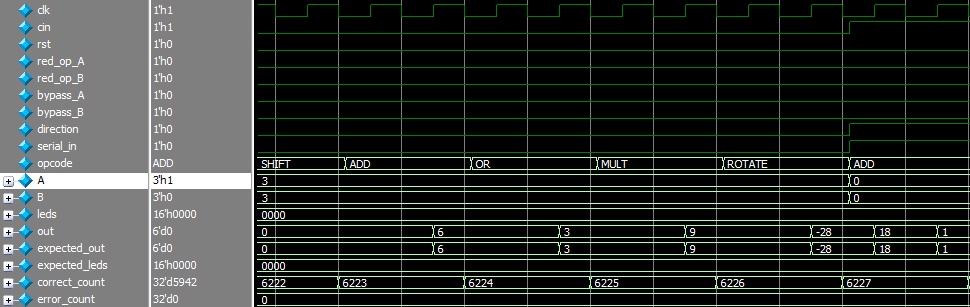 clk 1'h1
cin 1'h1
rst 1'h0
red_op_A 1'h0
red_op_B 1'h0
bypass_A 1'h0
bypass_B 1'h0
direction 1'h0
serial_in 1'h0
opcode ADD SHIFT ADD OR MULT ROTATE ADD
A 3'h1 3 0
B 3'h0 3 0
leds 16'h0000 0000
out 6'd0 0 6 3 9 -28 18 1
expected_out 6'd0 0 6 3 9 -28 18 1
expected_leds 16'h0000 0000
correct_count 32'd5942 6222 6223 6224 6225 6226 6227
error_count 32'd0 0